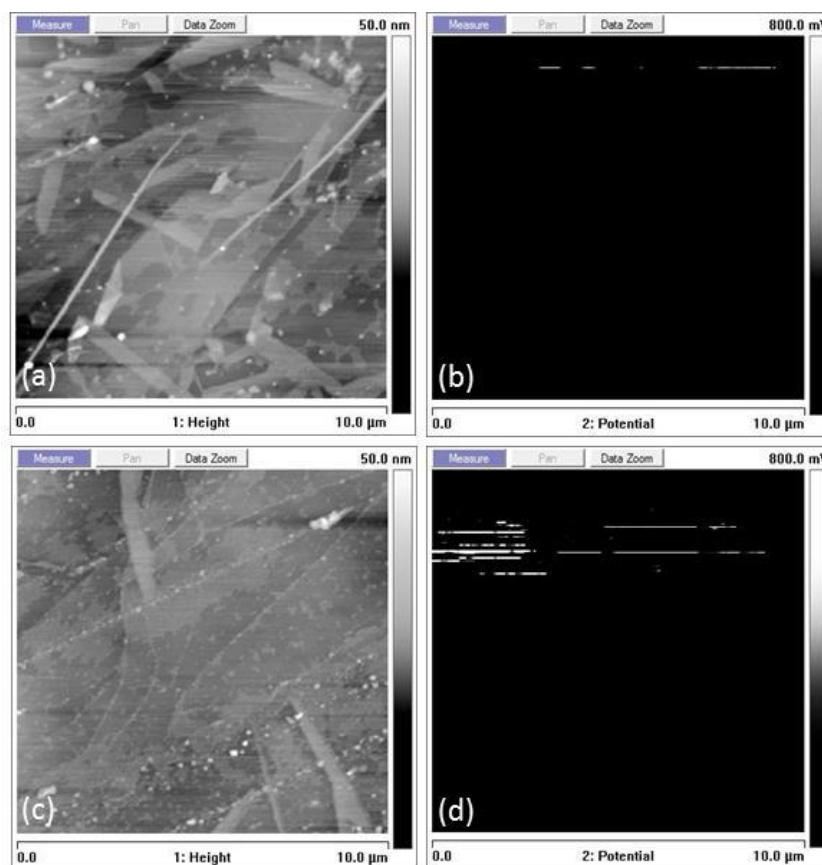 Measure Pan Data Zoom 50.0 nm
(a)
0.0 1: Height 10.0 µm
Measure Pan Data Zoom 800.0 mV
(b)
0.0 2: Potential 10.0 µm
Measure Pan Data Zoom 50.0 nm
(c)
0.0 1: Height 10.0 µm
Measure Pan Data Zoom 800.0 mV
(d)
0.0 2: Potential 10.0 µm